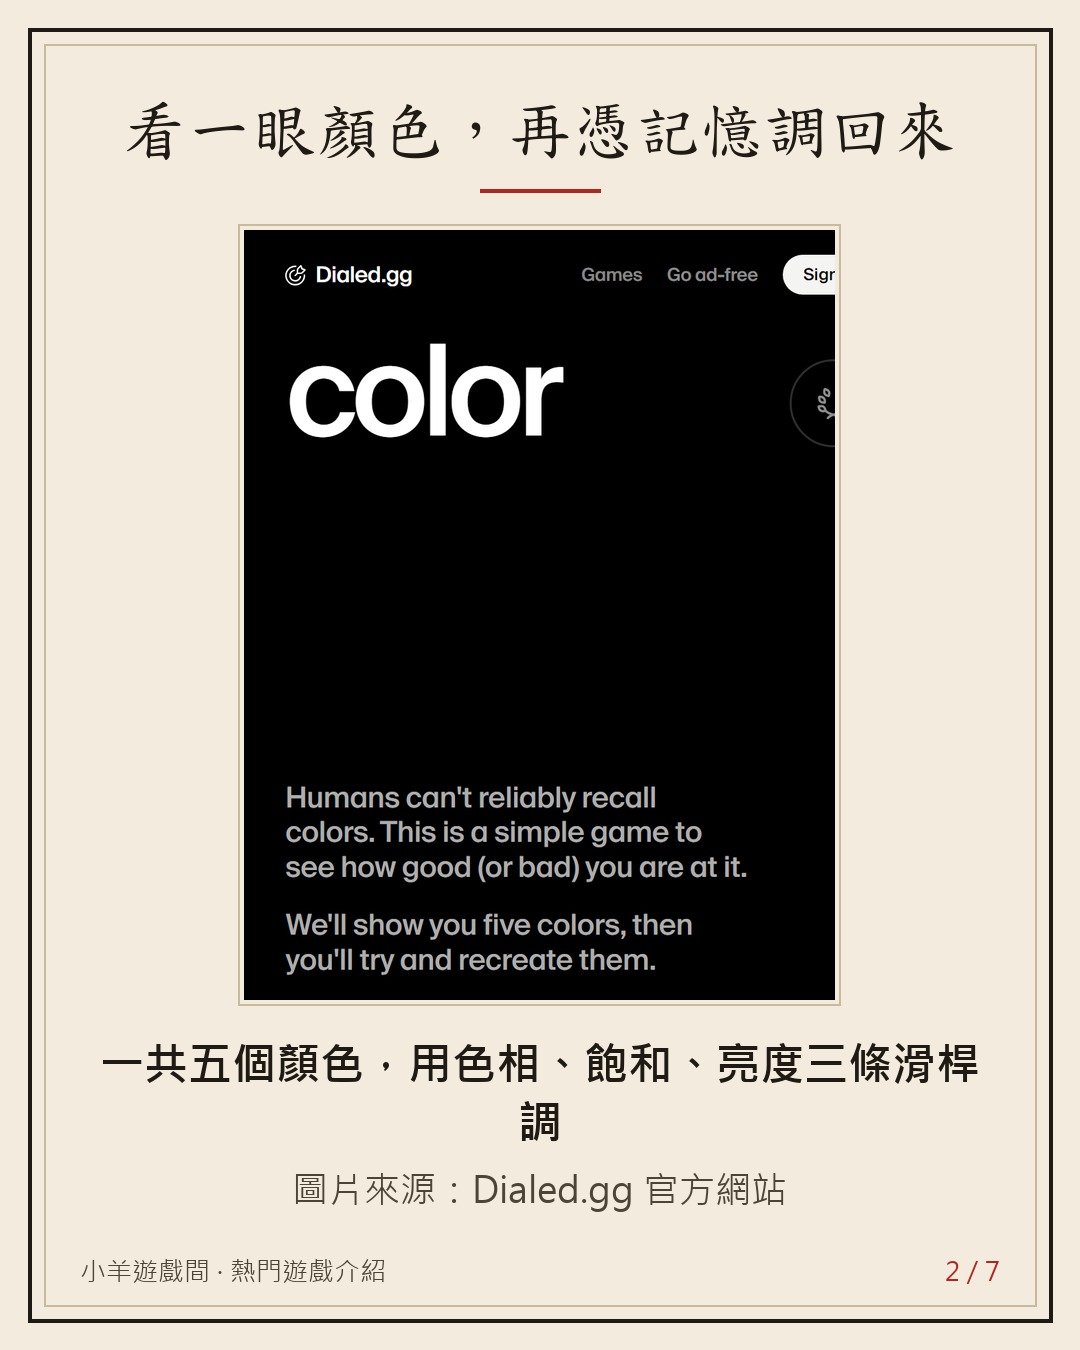 看一眼顏色，再憑記憶調回來
Dialed.gg Games Go ad-free Sign
color
Humans can't reliably recall
colors. This is a simple game to
see how good (or bad) you are at it.
We'll show you five colors, then
you'll try and recreate them.
一共五個顏色，用色相、飽和、亮度三條滑桿
調
圖片來源：Dialed.gg 官方網站
小羊遊戲間 · 熱門遊戲介紹
2 / 7